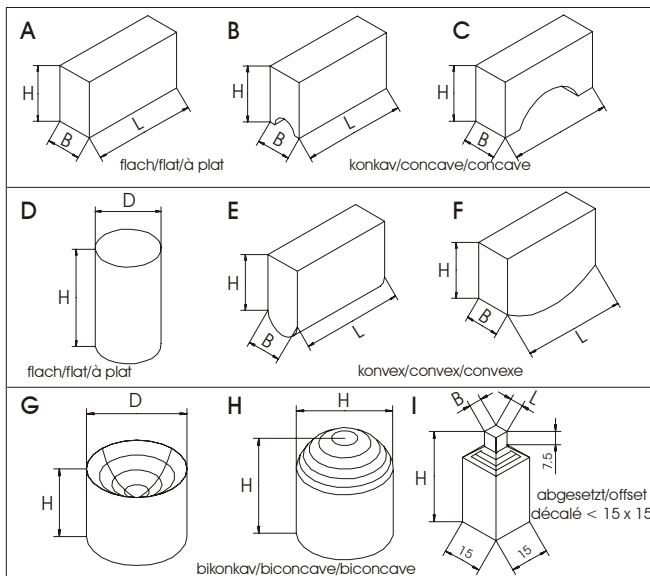 A
B
C
H
H
H
B
L
B
L
B
flach/flat/à plat
konkav/concave/concave
D
D
E
F
H
H
H
B
L
B
L
flach/flat/à plat
konvex/convex/convexe
G
D
H
H
I
B
L
H
H
H
7.5
abgesetzt/offset
décalé < 15 x 15
15
15
bikonkav/biconcave/biconcave